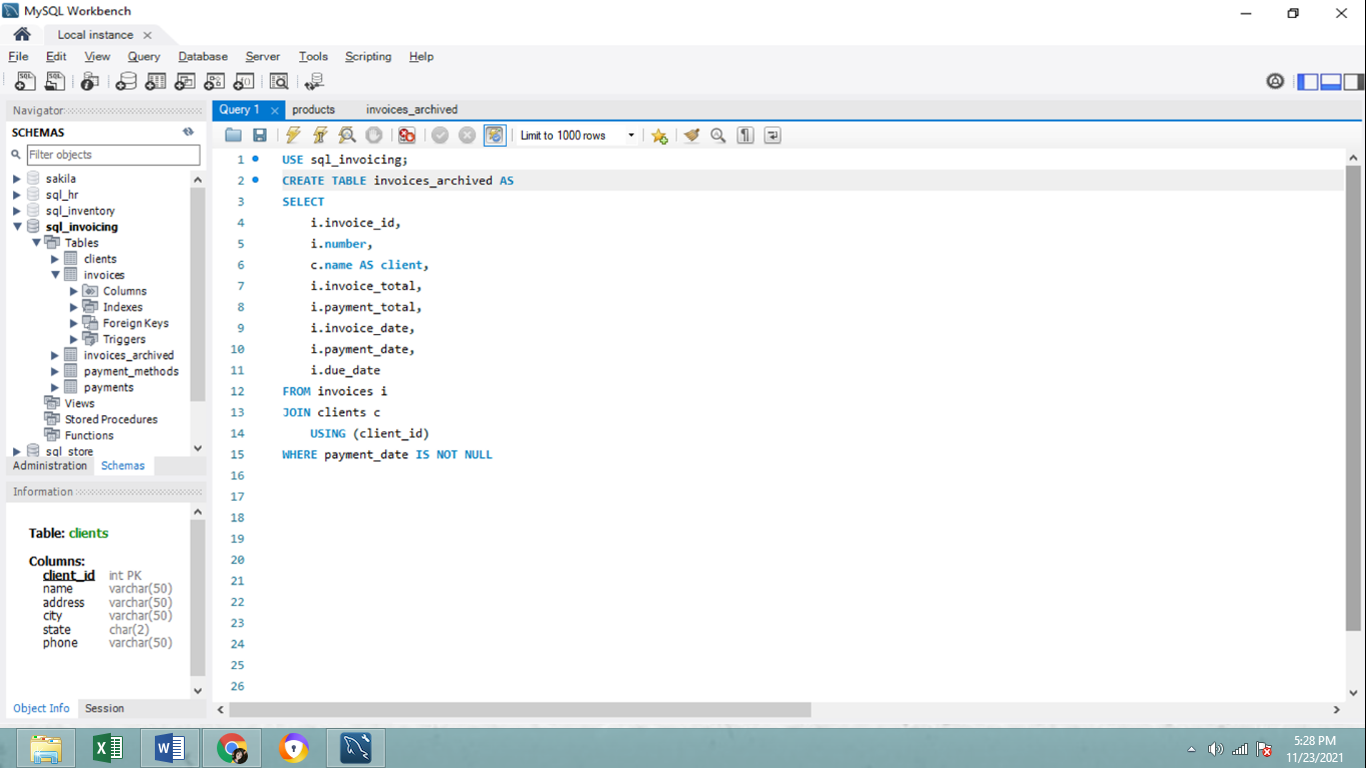 MySQL Workbench
Local instance
File Edit View Query Database Server Tools Scripting Help
Navigator
SCHEMAS
Filter objects
sakila
sql_hr
sql_inventory
sql_invoicing
Tables
clients
invoices
Columns
Indexes
Foreign Keys
Triggers
invoices_archived
payment_methods
payments
Views
Stored Procedures
Functions
sql_store
Administration Schemas
Information
Table: clients
Columns:
client_id int PK
name varchar(50)
address varchar(50)
city varchar(50)
state char(2)
phone varchar(50)
Object Info Session
Query 1 products invoices_archived
Limit to 1000 rows
1 USE sql_invoicing;
2 CREATE TABLE invoices_archived AS
3 SELECT
4 i.invoice_id,
5 i.number,
6 c.name AS client,
7 i.invoice_total,
8 i.payment_total,
9 i.invoice_date,
10 i.payment_date,
11 i.due_date
12 FROM invoices i
13 JOIN clients c
14 USING (client_id)
15 WHERE payment_date IS NOT NULL
16
17
18
19
20
21
22
23
24
25
26
5:28 PM
11/23/2021